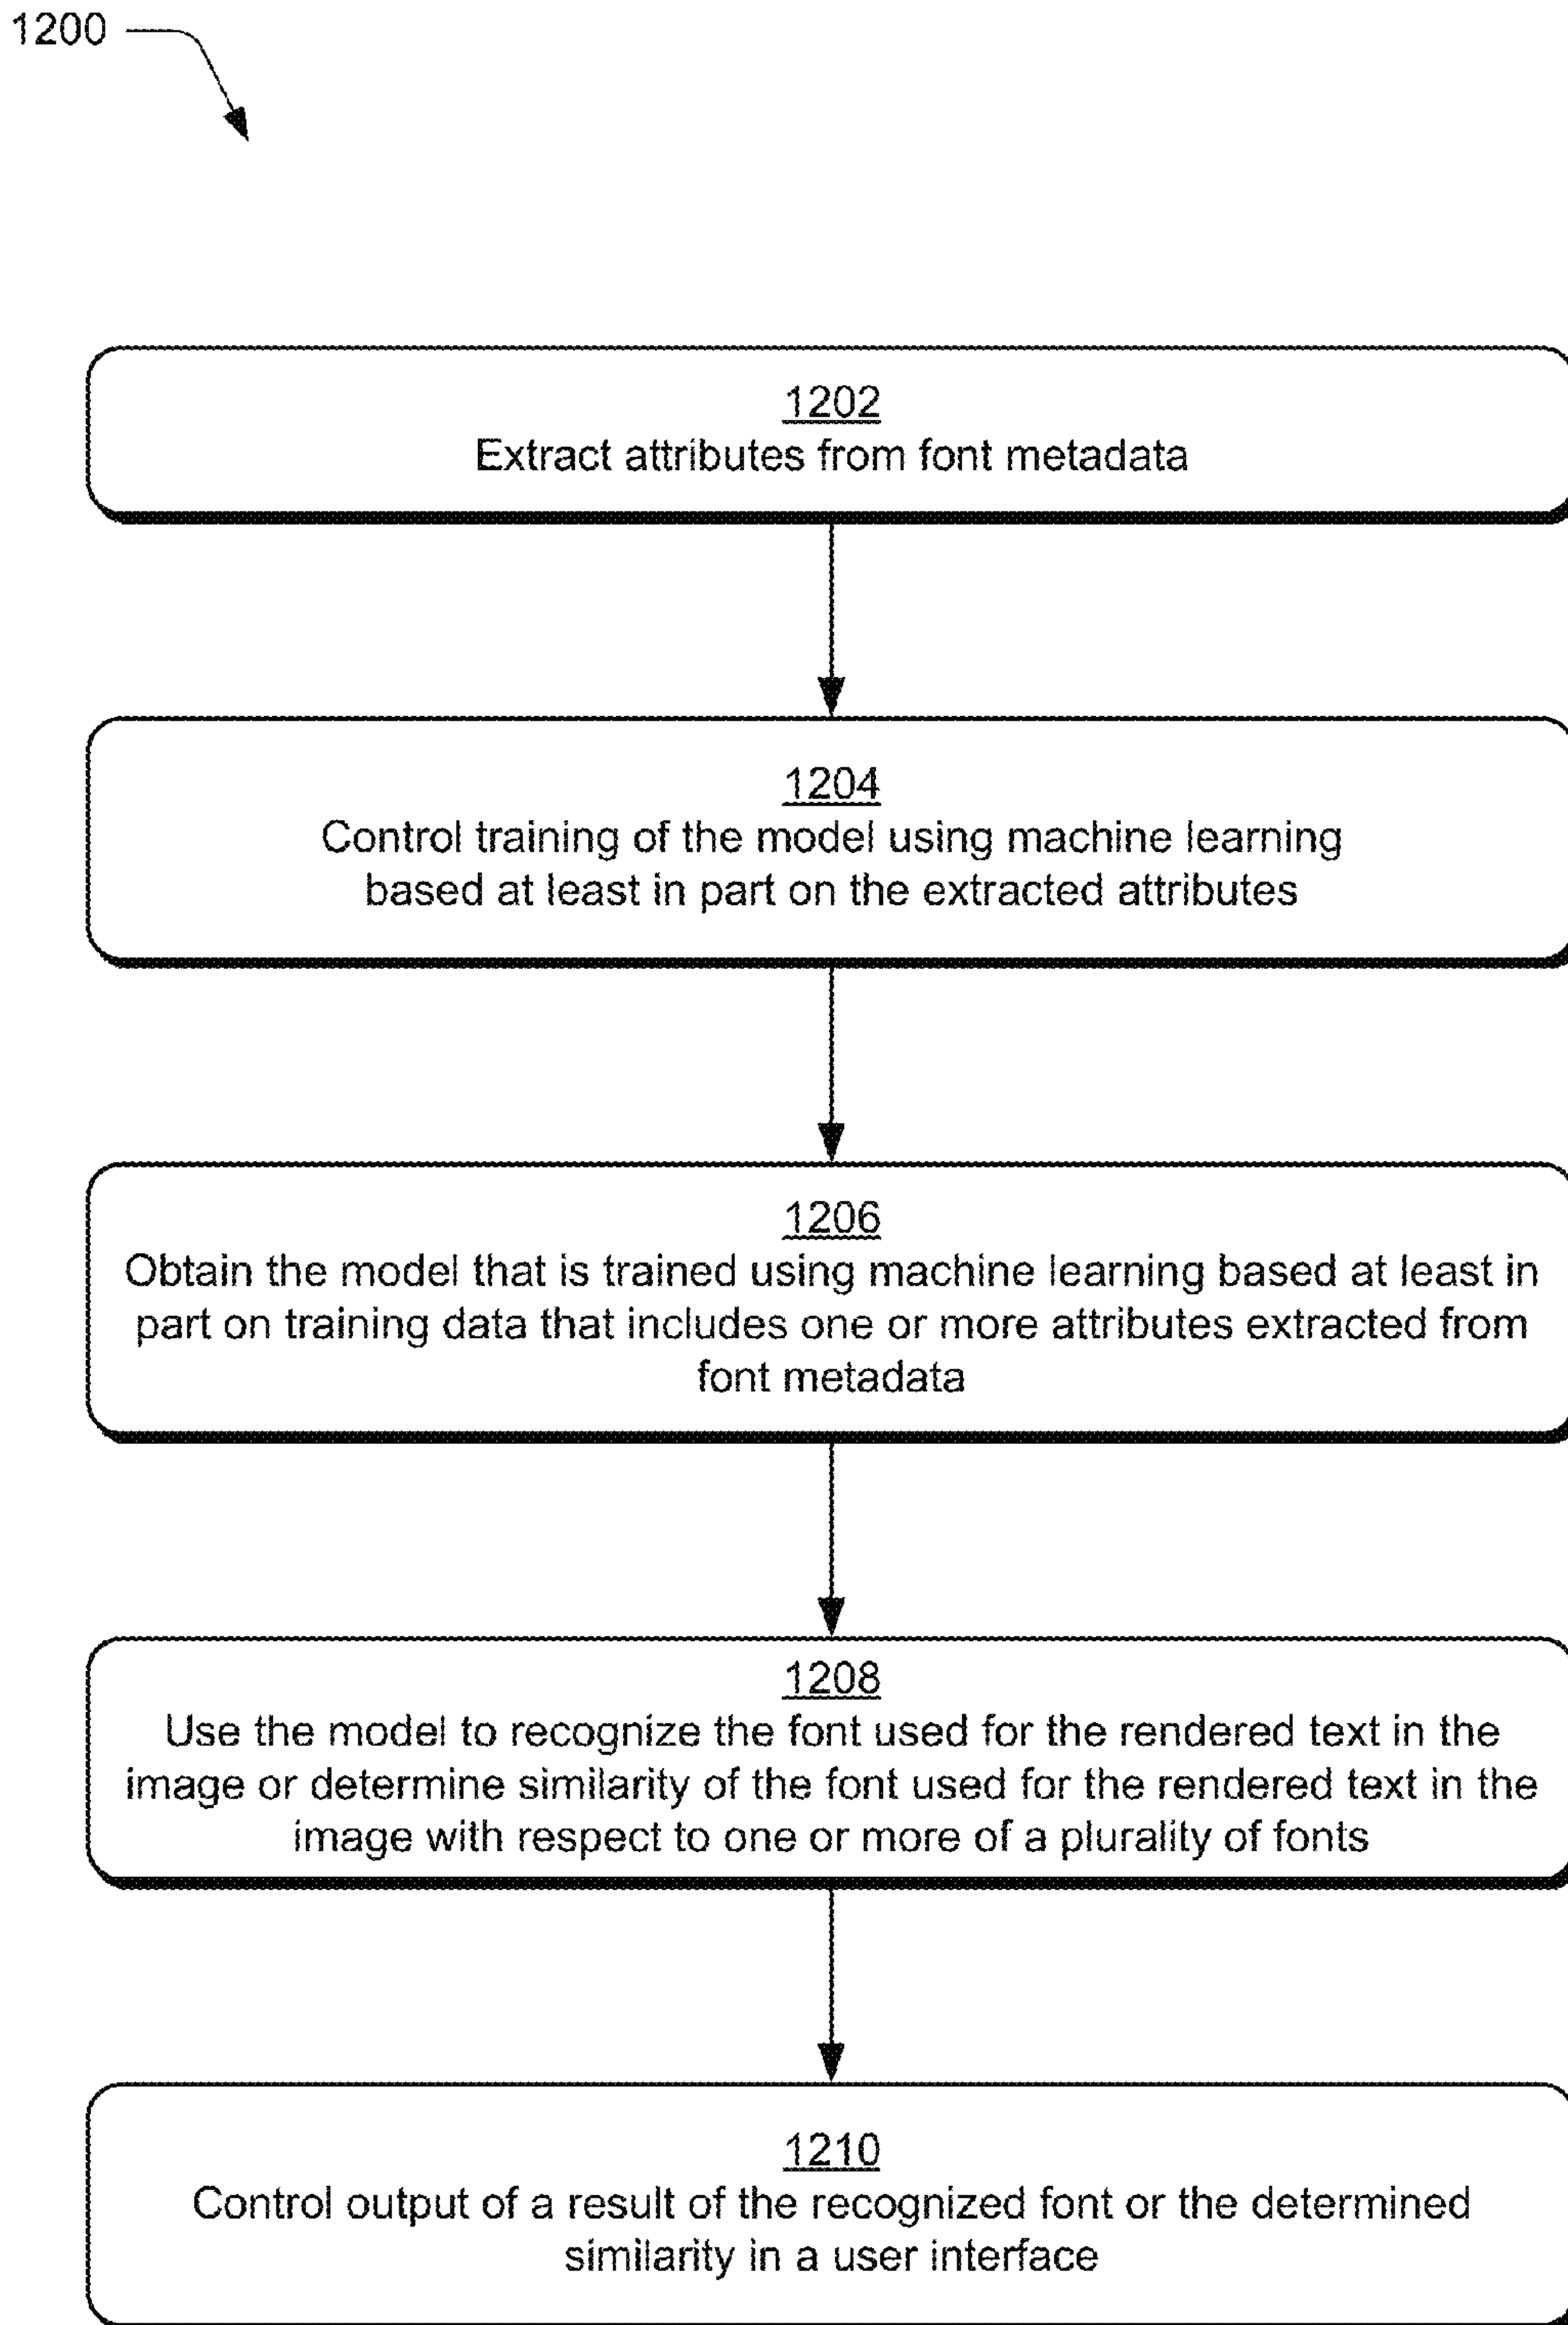 1200
1202
Extract attributes from font metadata
1204
Control training of the model using machine learning
based at least in part on the extracted attributes
1206
Obtain the model that is trained using machine learning based at least in
part on training data that includes one or more attributes extracted from
font metadata
1208
Use the model to recognize the font used for the rendered text in the
image or determine similarity of the font used for the rendered text in the
image with respect to one or more of a plurality of fonts
1210
Control output of a result of the recognized font or the determined
similarity in a user interface